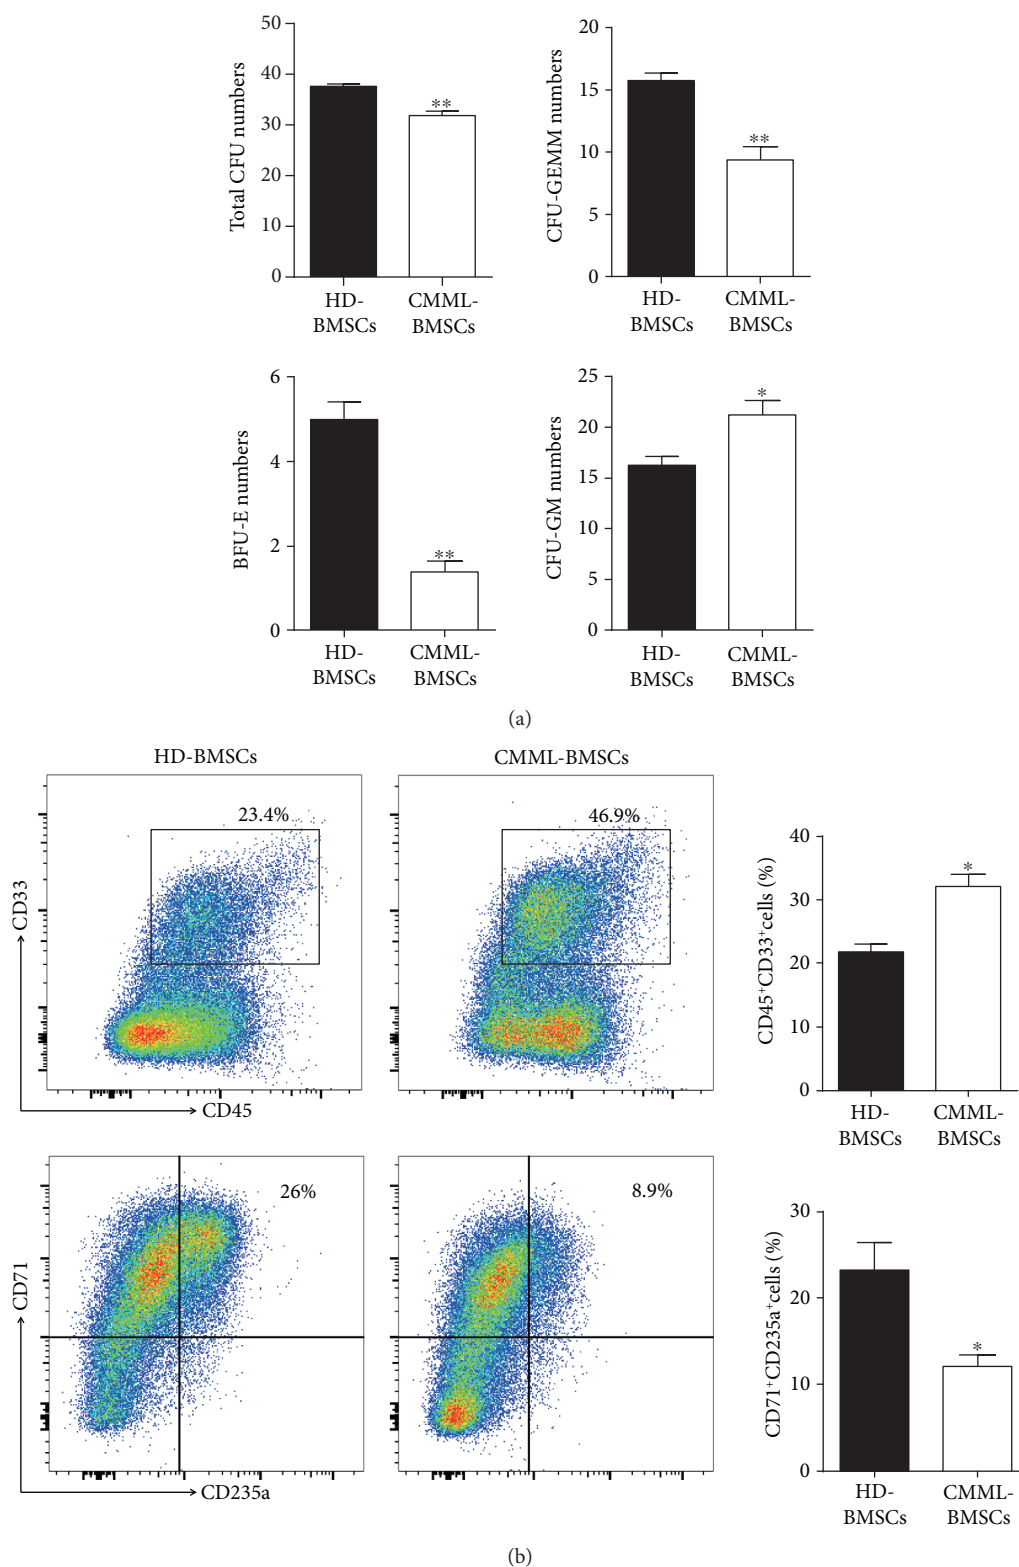 Total CFU numbers
50
40
30
20
10
0
**
HD-
BMSCs
CMML-
BMSCs
CFU-GEMM numbers
20
15
10
5
0
**
HD-
BMSCs
CMML-
BMSCs
BFU-E numbers
6
4
2
0
**
HD-
BMSCs
CMML-
BMSCs
CFU-GM numbers
25
20
15
10
5
0
*
HD-
BMSCs
CMML-
BMSCs
(a)
HD-BMSCs
CMML-BMSCs
23.4%
46.9%
CD33
CD45
CD45⁺CD33⁺cells (%)
40
30
20
10
0
*
HD-
BMSCs
CMML-
BMSCs
26%
8.9%
CD71
CD235a
CD71⁺CD235a⁺cells (%)
30
20
10
0
*
HD-
BMSCs
CMML-
BMSCs
(b)